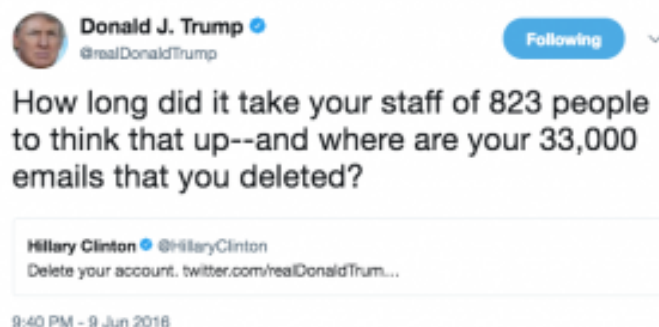 Donald J. Trump
@realDonaldTrump
Following
How long did it take your staff of 823 people
to think that up--and where are your 33,000
emails that you deleted?
Hillary Clinton @HillaryClinton
Delete your account. twitter.com/realDonaldTrum...
9:40 PM - 9 Jun 2016